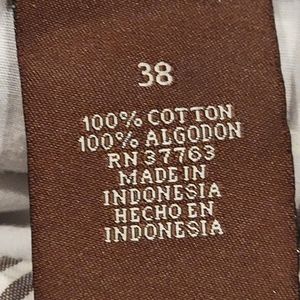 38
100% COTTON
100% ALGODON
RN 37763
MADE IN
INDONESIA
HECHO EN
INDONESIA